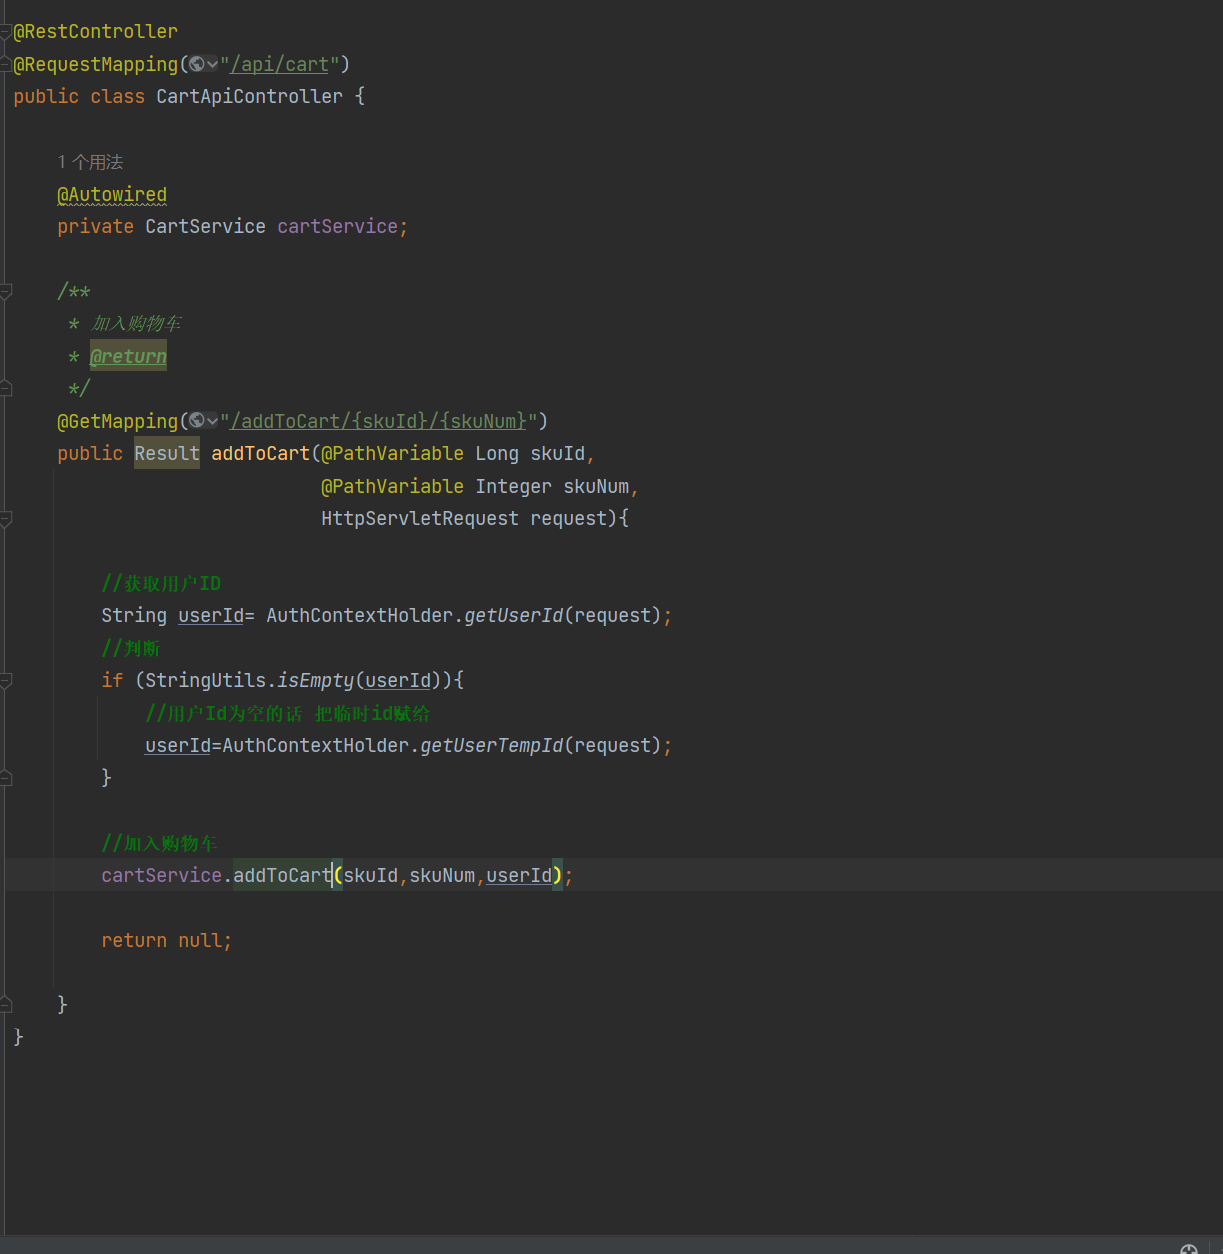 @RestController
@RequestMapping("/api/cart")
public class CartApiController {
1 个用法
@Autowired
private CartService cartService;
/**
* 加入购物车
* @return
*/
@GetMapping("/addToCart/{skuId}/{skuNum}")
public Result addToCart(@PathVariable Long skuId,
@PathVariable Integer skuNum,
HttpServletRequest request){
//获取用户ID
String userId= AuthContextHolder.getUserId(request);
//判断
if (StringUtils.isEmpty(userId)){
//用户Id为空的话 把临时id赋给
userId=AuthContextHolder.getUserTempId(request);
}
//加入购物车
cartService.addToCart(skuId,skuNum,userId);
return null;
}
}